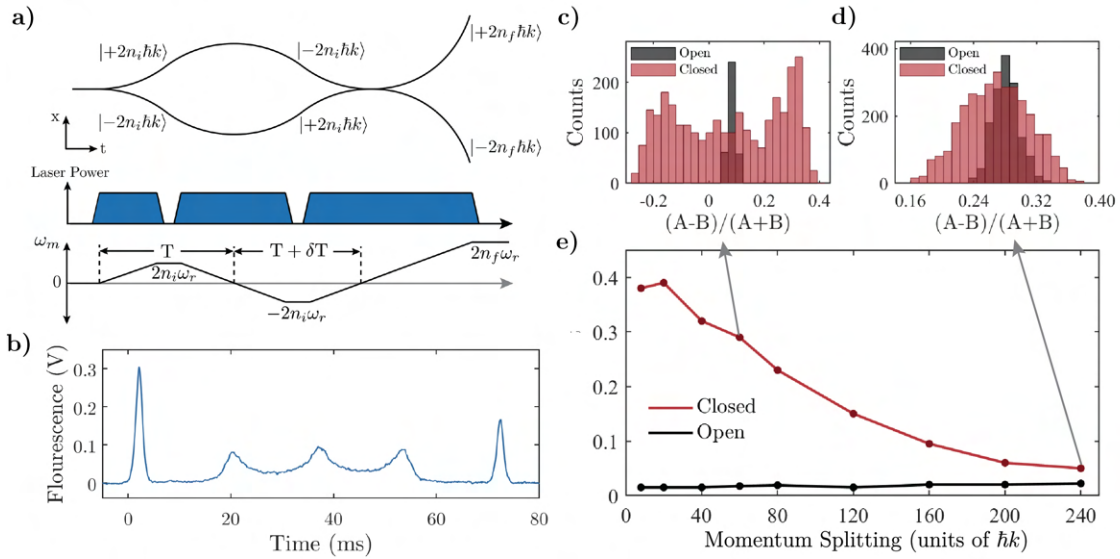 a)
|+2n_iℏk⟩
|−2n_iℏk⟩
|+2n_fℏk⟩
|−2n_iℏk⟩
|+2n_iℏk⟩
|−2n_fℏk⟩
x
t
Laser Power
ω_m
T
T + δT
0
2n_iω_r
−2n_iω_r
2n_fω_r
b)
Flourescence (V)
0.3
0.2
0.1
0
0
20
40
60
80
Time (ms)
c)
Open
Closed
Counts
200
100
0
-0.2
0
0.2
0.4
(A-B)/(A+B)
d)
Open
Closed
Counts
400
200
0
0.16
0.24
0.32
0.40
(A-B)/(A+B)
e)
0.4
0.3
0.2
0.1
0
Closed
Open
0
40
80
120
160
200
240
Momentum Splitting (units of ℏk)